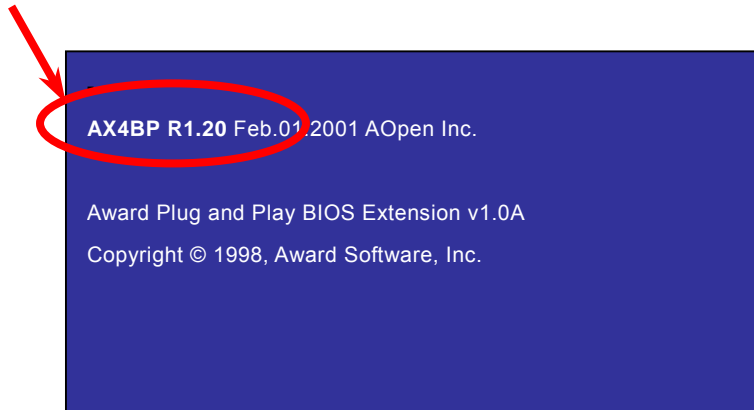 AX4BP R1.20 Feb.01.2001 AOpen Inc.
Award Plug and Play BIOS Extension v1.0A
Copyright © 1998, Award Software, Inc.